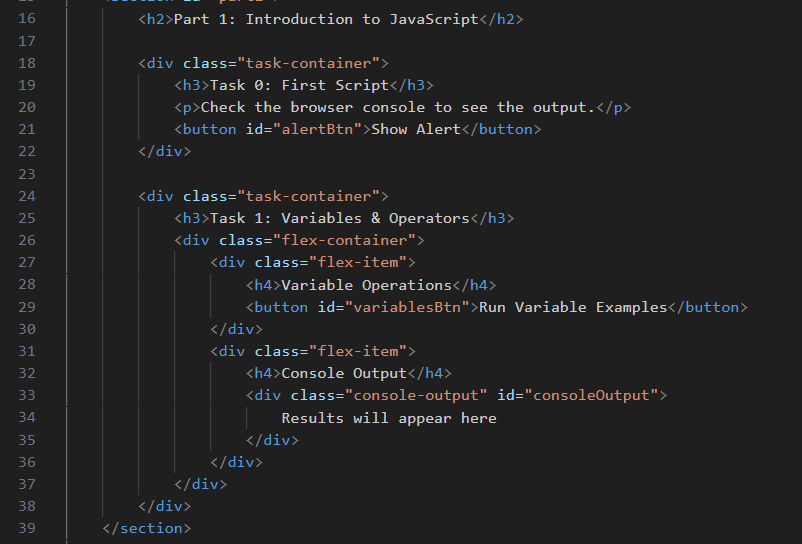 16 <h2>Part 1: Introduction to JavaScript</h2>
17
18 <div class="task-container">
19 <h3>Task 0: First Script</h3>
20 <p>Check the browser console to see the output.</p>
21 <button id="alertBtn">Show Alert</button>
22 </div>
23
24 <div class="task-container">
25 <h3>Task 1: Variables & Operators</h3>
26 <div class="flex-container">
27 <div class="flex-item">
28 <h4>Variable Operations</h4>
29 <button id="variablesBtn">Run Variable Examples</button>
30 </div>
31 <div class="flex-item">
32 <h4>Console Output</h4>
33 <div class="console-output" id="consoleOutput">
34 Results will appear here
35 </div>
36 </div>
37 </div>
38 </div>
39 </section>